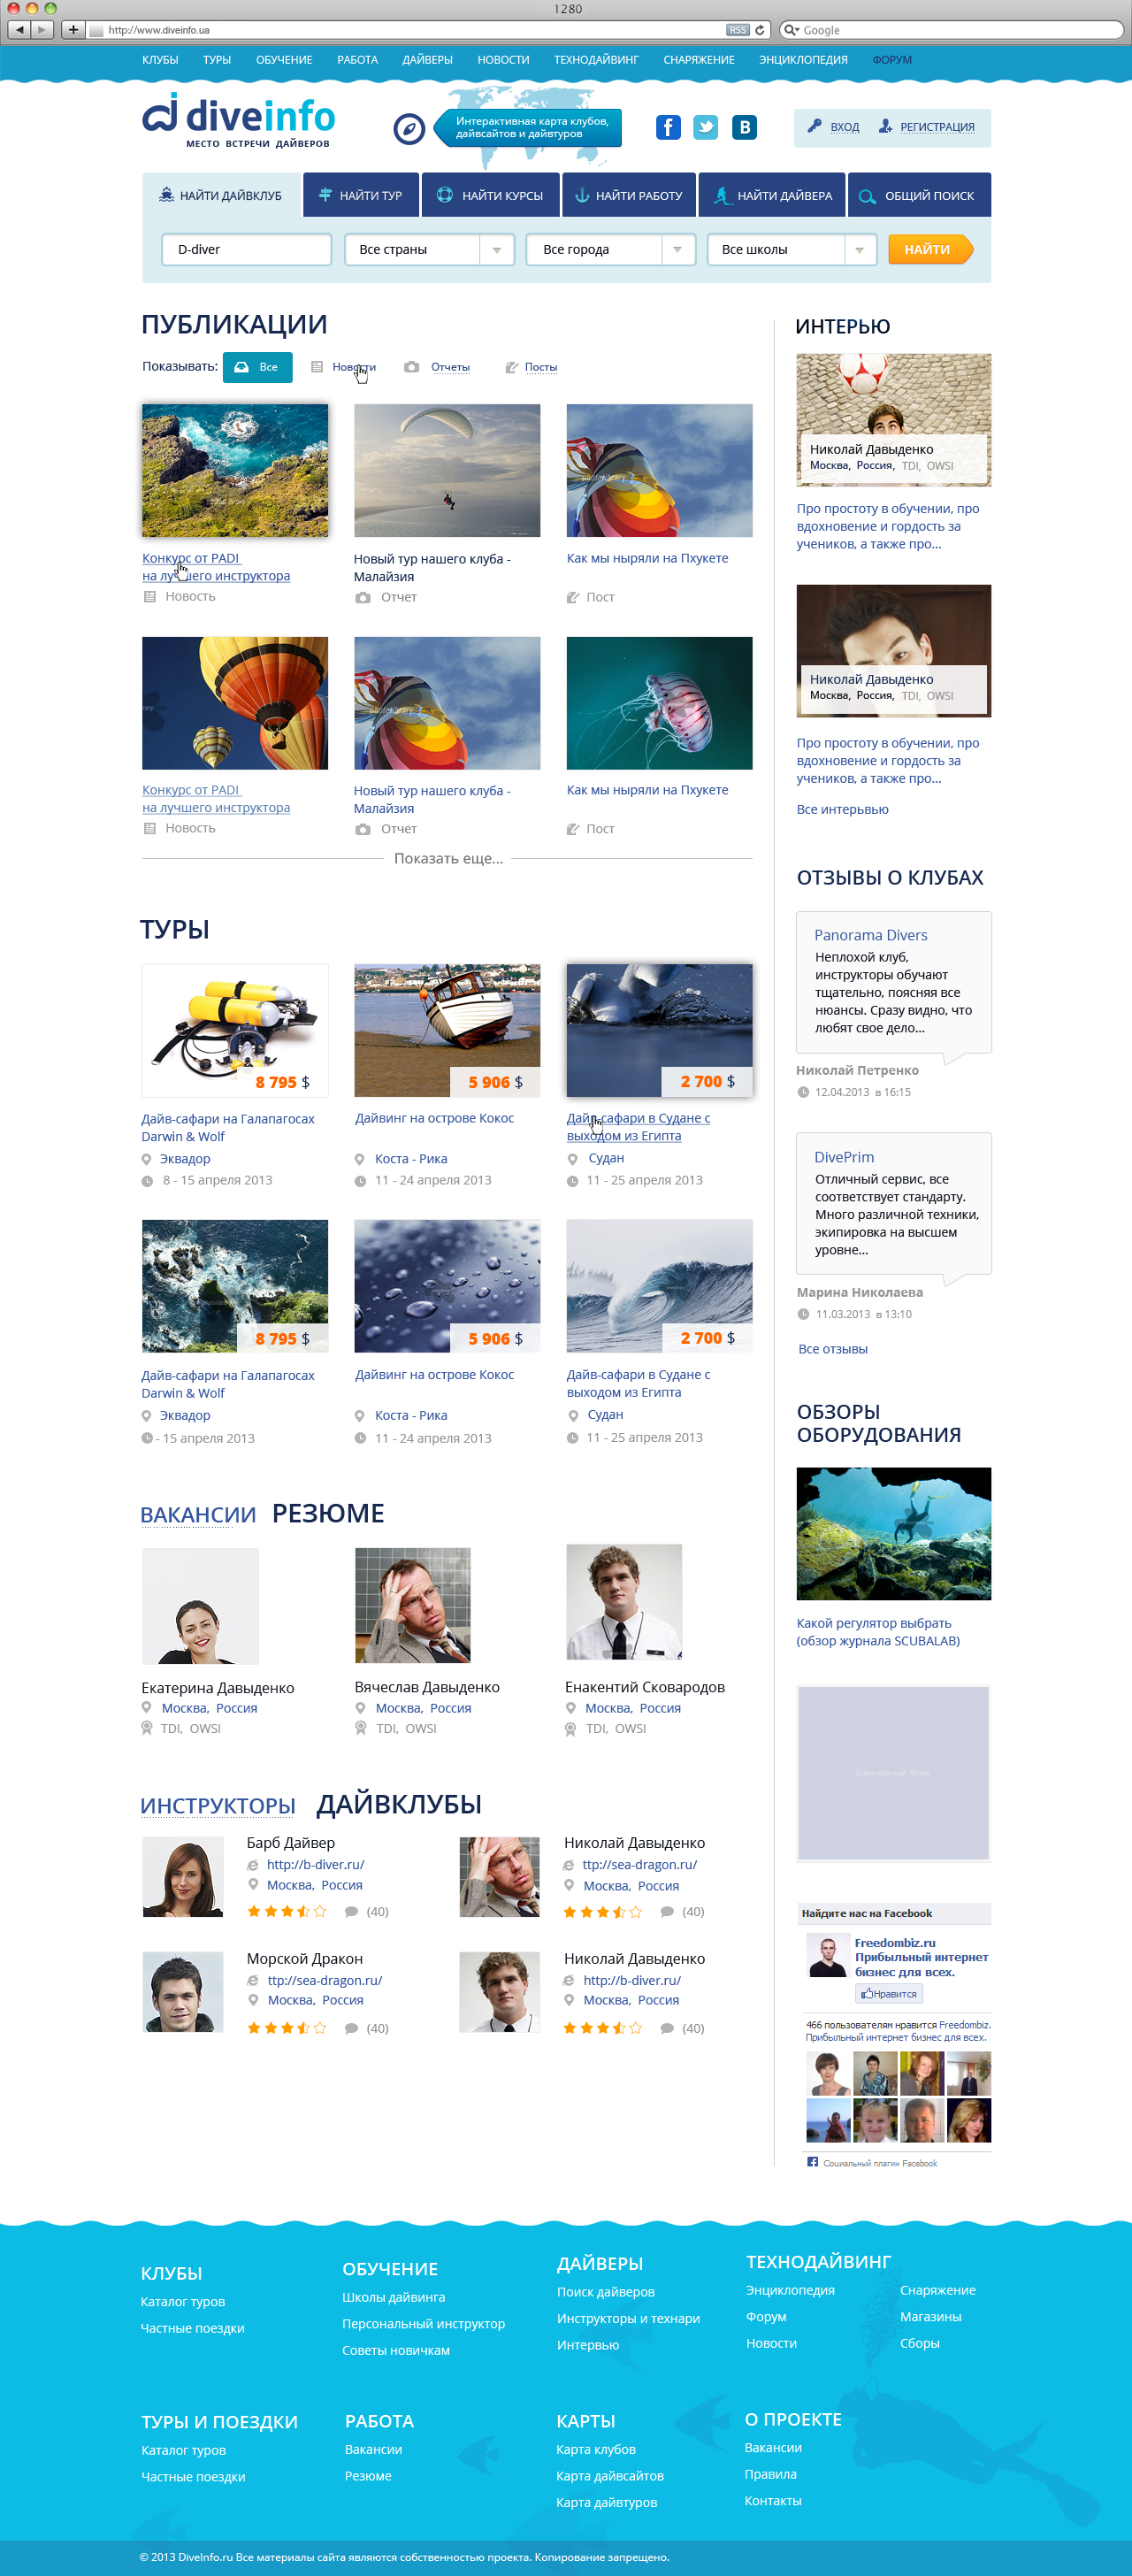 1280
http://www.diveinfo.ua
RSS
Google
КЛУБЫ ТУРЫ ОБУЧЕНИЕ РАБОТА ДАЙВЕРЫ НОВОСТИ ТЕХНОДАЙВИНГ СНАРЯЖЕНИЕ ЭНЦИКЛОПЕДИЯ ФОРУМ
diveinfo
МЕСТО ВСТРЕЧИ ДАЙВЕРОВ
Интерактивная карта клубов,
дайвсайтов и дайвтуров
ВХОД РЕГИСТРАЦИЯ
НАЙТИ ДАЙВКЛУБ НАЙТИ ТУР НАЙТИ КУРСЫ НАЙТИ РАБОТУ НАЙТИ ДАЙВЕРА ОБЩИЙ ПОИСК
D-diver Все страны Все города Все школы НАЙТИ
ПУБЛИКАЦИИ
Показывать: Все Новости Отчеты Посты
Конкурс от PADI
на лучшего инструктора
Новость
Новый тур нашего клуба -
Малайзия
Отчет
Как мы ныряли на Пхукете
Пост
Конкурс от PADI
на лучшего инструктора
Новость
Новый тур нашего клуба -
Малайзия
Отчет
Как мы ныряли на Пхукете
Пост
Показать еще...
ТУРЫ
8 795 $
Дайв-сафари на Галапагосах
Darwin & Wolf
Эквадор
8 - 15 апреля 2013
5 906 $
Дайвинг на острове Кокос
Коста - Рика
11 - 24 апреля 2013
2 700 $
Дайв-сафари в Судане с
выходом из Египта
Судан
11 - 25 апреля 2013
8 795 $
Дайв-сафари на Галапагосах
Darwin & Wolf
Эквадор
- 15 апреля 2013
5 906 $
Дайвинг на острове Кокос
Коста - Рика
11 - 24 апреля 2013
2 700 $
Дайв-сафари в Судане с
выходом из Египта
Судан
11 - 25 апреля 2013
ВАКАНСИИ РЕЗЮМЕ
Екатерина Давыденко
Москва, Россия
TDI, OWSI
Вячеслав Давыденко
Москва, Россия
TDI, OWSI
Енакентий Сковародов
Москва, Россия
TDI, OWSI
ИНСТРУКТОРЫ ДАЙВКЛУБЫ
Барб Дайвер
http://b-diver.ru/
Москва, Россия
(40)
Николай Давыденко
ttp://sea-dragon.ru/
Москва, Россия
(40)
Морской Дракон
ttp://sea-dragon.ru/
Москва, Россия
(40)
Николай Давыденко
http://b-diver.ru/
Москва, Россия
(40)
ИНТЕРЬЮ
Николай Давыденко
Москва, Россия, TDI, OWSI
Про простоту в обучении, про
вдохновение и гордость за
учеников, а также про...
Николай Давыденко
Москва, Россия, TDI, OWSI
Про простоту в обучении, про
вдохновение и гордость за
учеников, а также про...
Все интерьвью
ОТЗЫВЫ О КЛУБАХ
Panorama Divers
Неплохой клуб,
инструкторы обучают
тщательно, поясняя все
нюансы. Сразу видно, что
любят свое дело...
Николай Петренко
12.04.2013 в 16:15
DivePrim
Отличный сервис, все
соответствует стандарту.
Много различной техники,
экипировка на высшем
уровне...
Марина Николаева
11.03.2013 в 13:10
Все отзывы
ОБЗОРЫ
ОБОРУДОВАНИЯ
Какой регулятор выбрать
(обзор журнала SCUBALAB)
Баннерный блок
Найдите нас на Facebook
Freedombiz.ru
Прибыльный интернет
бизнес для всех.
Нравится
466 пользователям нравится Freedombiz.
Прибыльный интернет бизнес для всех.
Социальный плагин Facebook
КЛУБЫ
Каталог туров
Частные поездки
ОБУЧЕНИЕ
Школы дайвинга
Персональный инструктор
Советы новичкам
ДАЙВЕРЫ
Поиск дайверов
Инструкторы и технари
Интервью
ТЕХНОДАЙВИНГ
Энциклопедия
Форум
Новости
Снаряжение
Магазины
Сборы
ТУРЫ И ПОЕЗДКИ
Каталог туров
Частные поездки
РАБОТА
Вакансии
Резюме
КАРТЫ
Карта клубов
Карта дайвсайтов
Карта дайвтуров
О ПРОЕКТЕ
Вакансии
Правила
Контакты
© 2013 DiveInfo.ru Все материалы сайта являются собственностью проекта. Копирование запрещено.